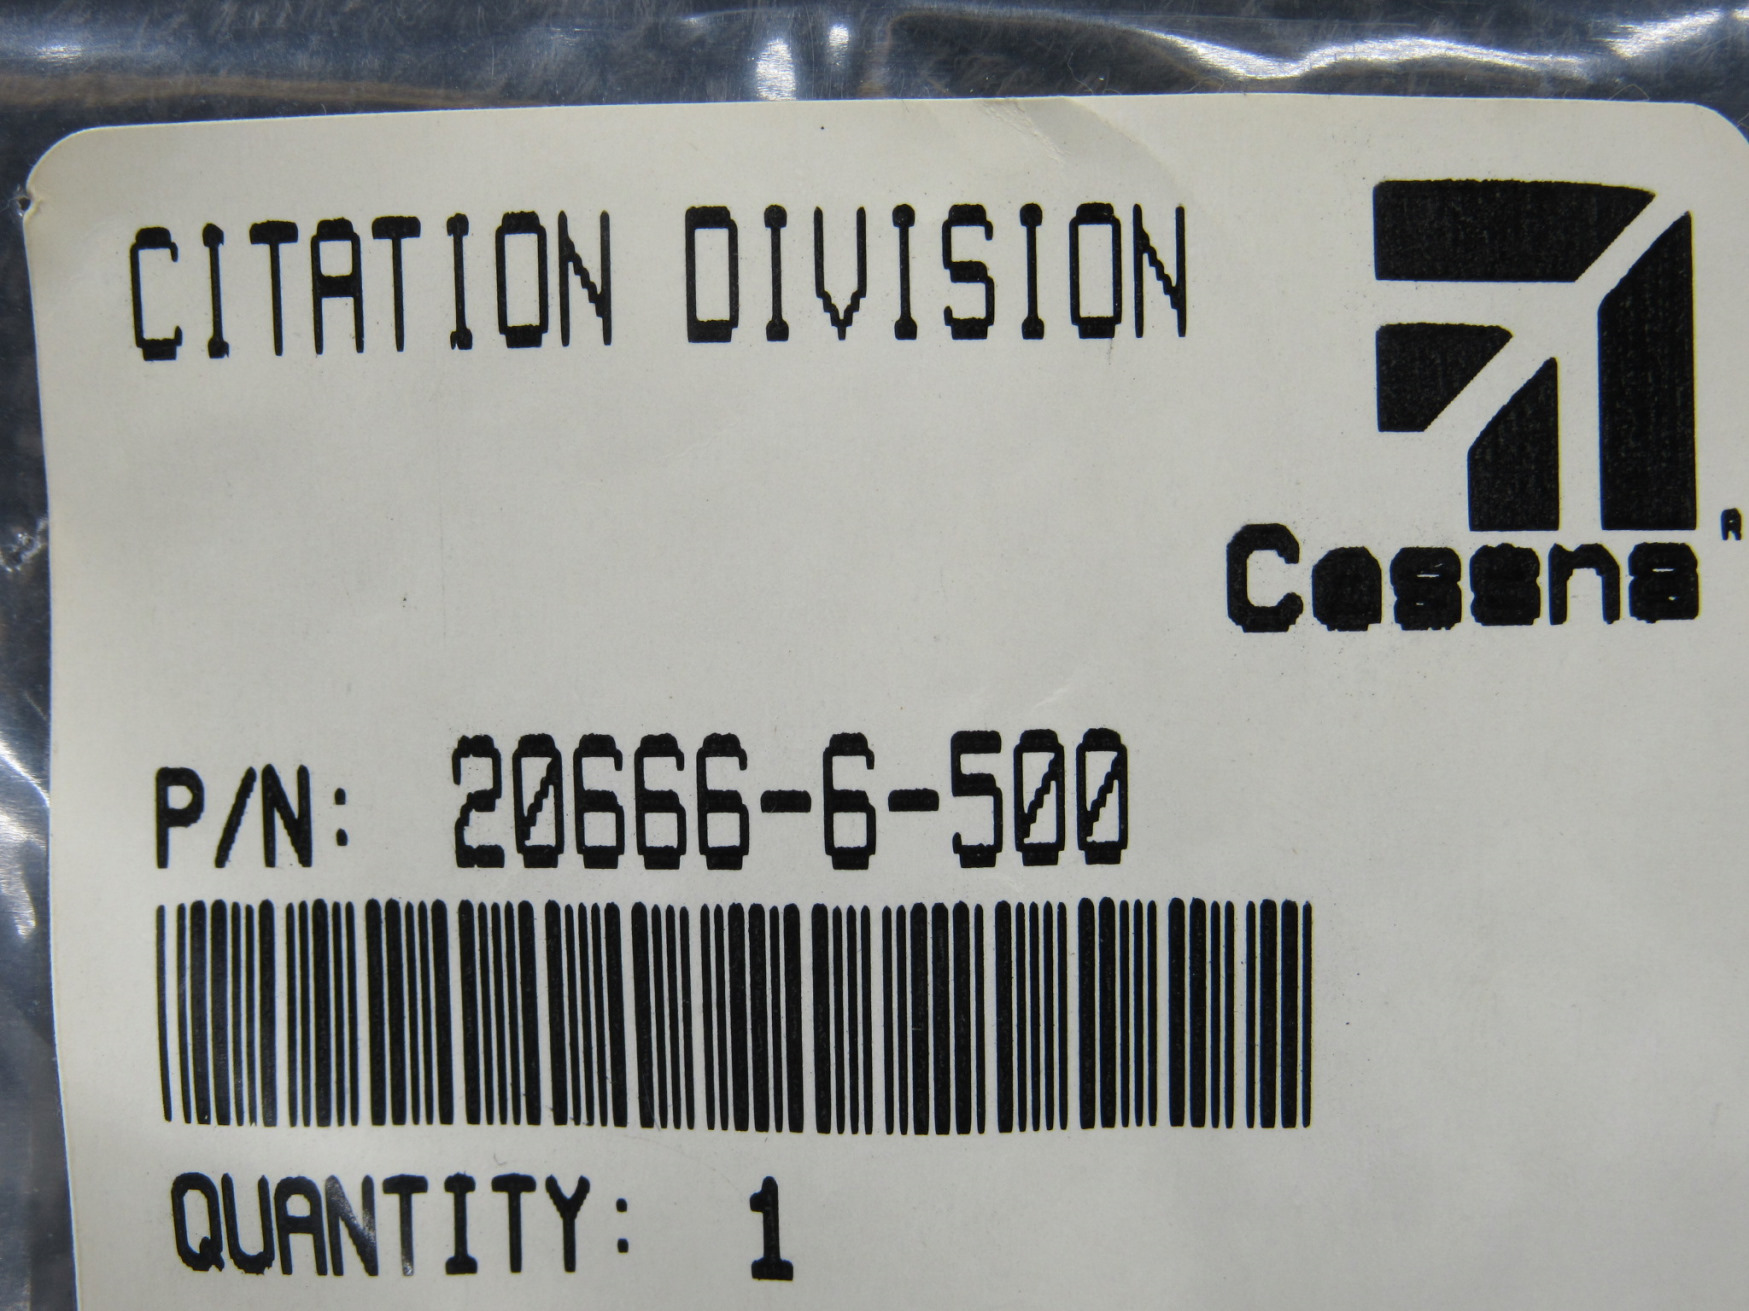 CITATION DIVISION
Cessna
R
P/N: 20666-6-500
QUANTITY: 1